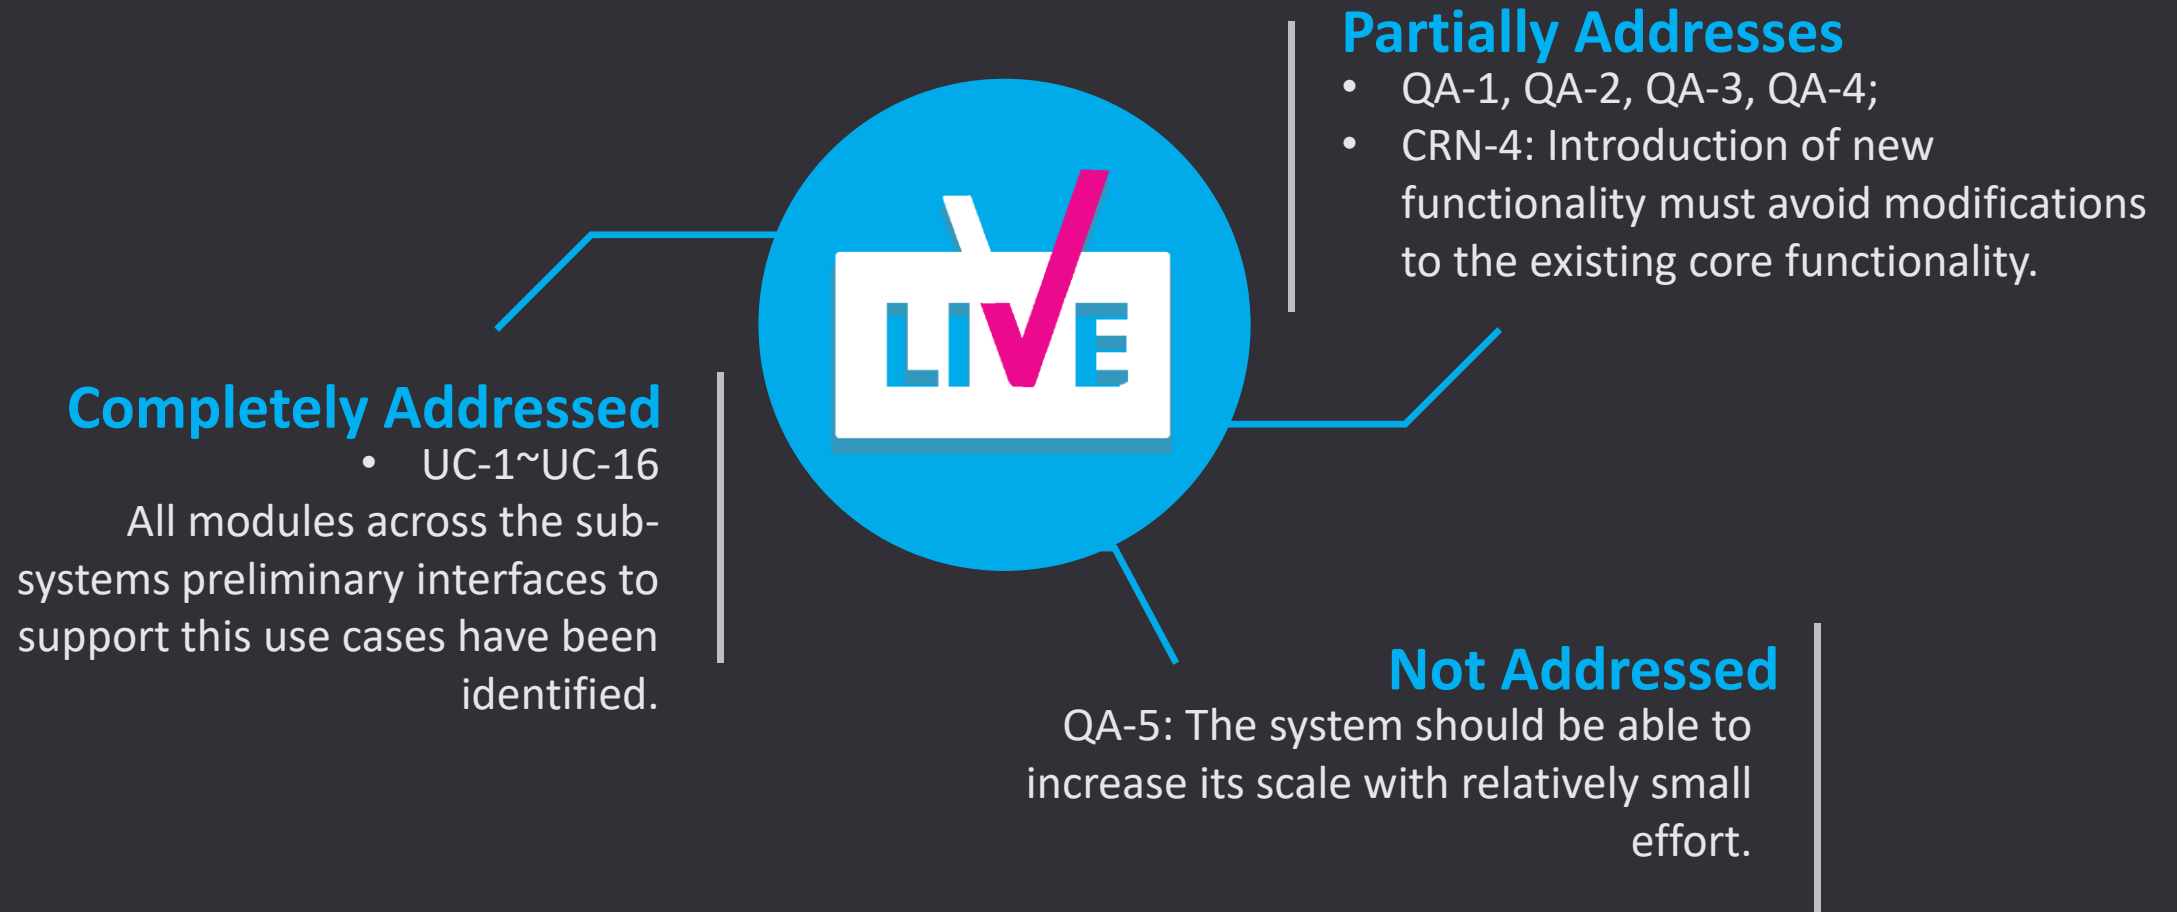 Partially Addresses
• QA-1, QA-2, QA-3, QA-4;
• CRN-4: Introduction of new
functionality must avoid modifications
to the existing core functionality.
LIVE
Completely Addressed
• UC-1~UC-16
All modules across the sub-
systems preliminary interfaces to
support this use cases have been
identified.
Not Addressed
QA-5: The system should be able to
increase its scale with relatively small
effort.